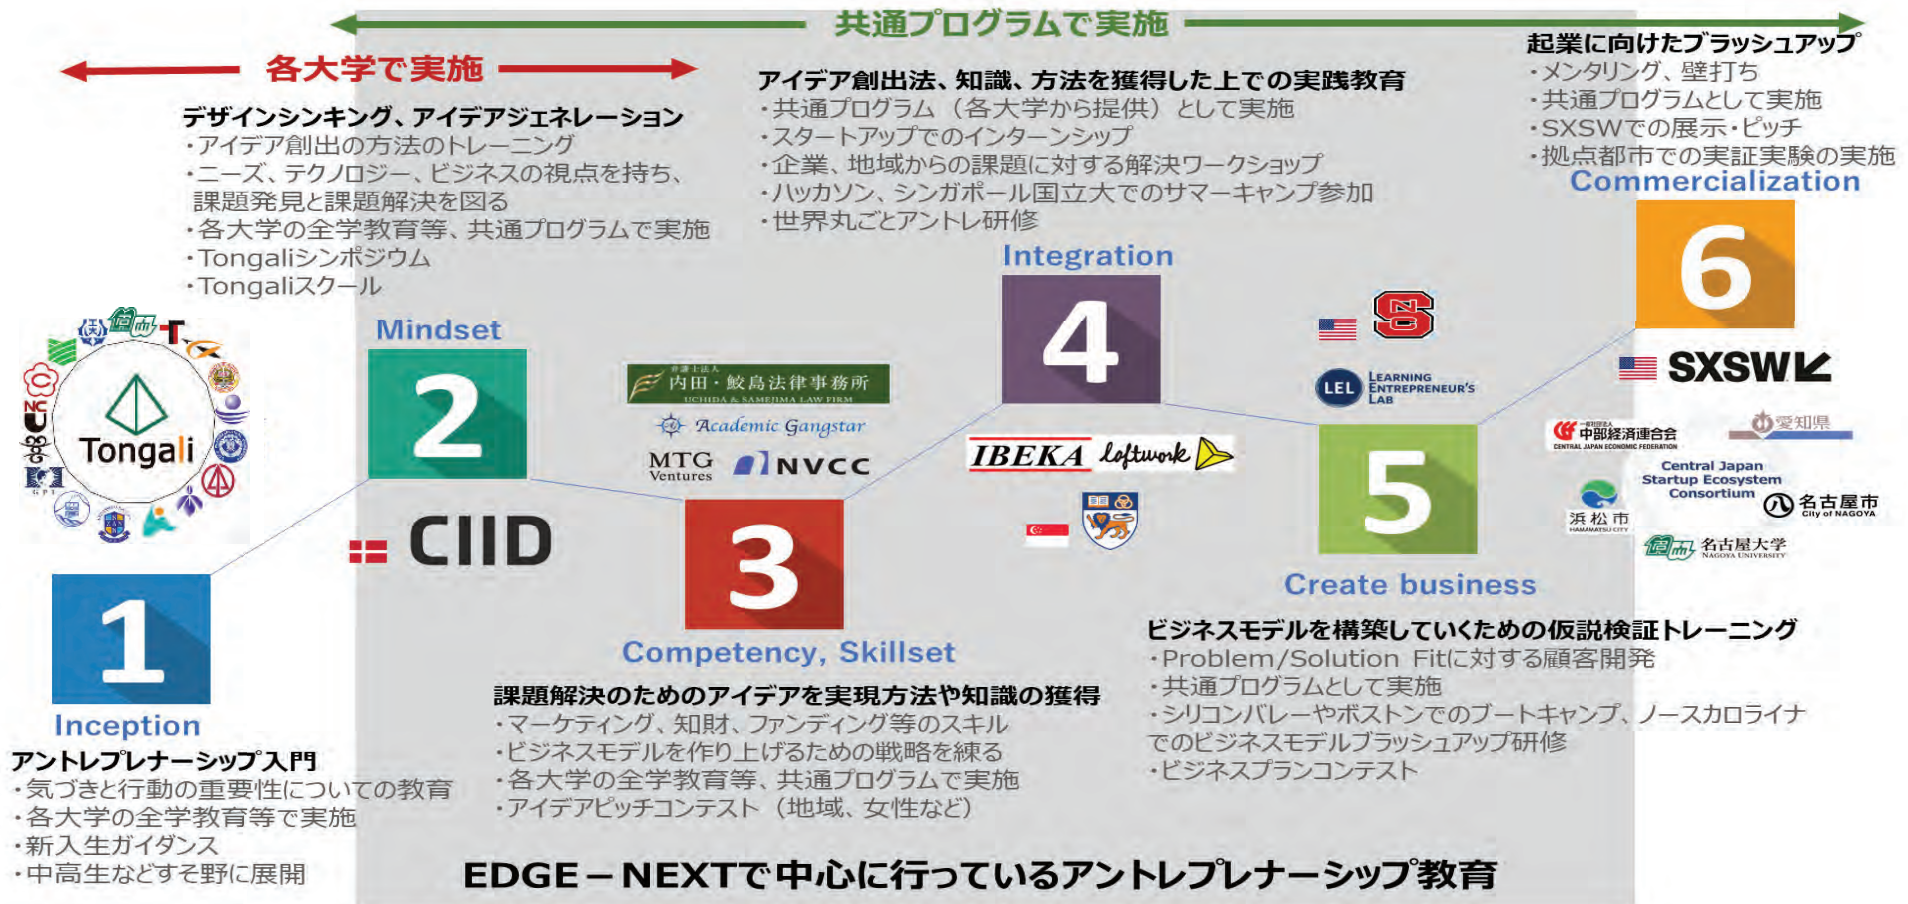 共通プログラムで実施
各大学で実施
デザインシンキング、アイデアジェネレーション
・アイデア創出の方法のトレーニング
・ニーズ、テクノロジー、ビジネスの視点を持ち、
課題発見と課題解決を図る
・各大学の全学教育等、共通プログラムで実施
・Tongaliシンポジウム
・Tongaliスクール
アイデア創出法、知識、方法を獲得した上での実践教育
・共通プログラム（各大学から提供）として実施
・スタートアップでのインターンシップ
・企業、地域からの課題に対する解決ワークショップ
・ハッカソン、シンガポール国立大でのサマーキャンプ参加
・世界丸ごとアントレ研修
起業に向けたブラッシュアップ
・メンタリング、壁打ち
・共通プログラムとして実施
・SXSWでの展示・ピッチ
・拠点都市での実証実験の実施
Commercialization
6
Integration
4
Mindset
2
Tongali
NC
GPI
弁護士法人
内田・鮫島法律事務所
UCHIDA & SAMEJIMA LAW FIRM
Academic Gangstar
MTG
Ventures
NVCC
CIID
3
IBEKA
loftwork
LEL
LEARNING
ENTREPRENEUR'S
LAB
5
SXSW
一般社団法人
中部経済連合会
CENTRAL JAPAN ECONOMIC FEDERATION
愛知県
Central Japan
Startup Ecosystem
Consortium
浜松市
HAMAMATSU CITY
名古屋市
City of NAGOYA
名古屋大学
NAGOYA UNIVERSITY
1
Inception
アントレプレナーシップ入門
・気づきと行動の重要性についての教育
・各大学の全学教育等で実施
・新入生ガイダンス
・中高生などすそ野に展開
Competency, Skillset
課題解決のためのアイデアを実現方法や知識の獲得
・マーケティング、知財、ファンディング等のスキル
・ビジネスモデルを作り上げるための戦略を練る
・各大学の全学教育等、共通プログラムで実施
・アイデアピッチコンテスト（地域、女性など）
Create business
ビジネスモデルを構築していくための仮説検証トレーニング
・Problem/Solution Fitに対する顧客開発
・共通プログラムとして実施
・シリコンバレーやボストンでのブートキャンプ、ノースカロライナ
でのビジネスモデルブラッシュアップ研修
・ビジネスプランコンテスト
EDGE－NEXTで中心に行っているアントレプレナーシップ教育